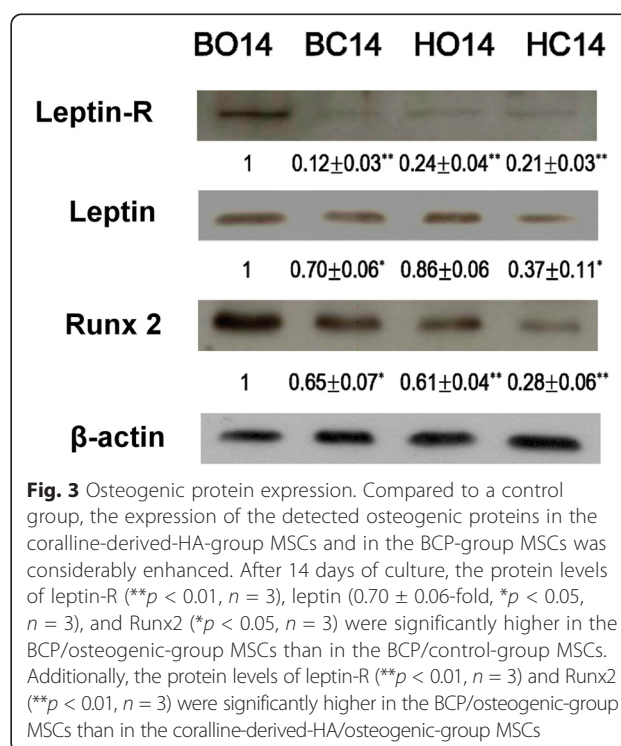 BO14 BC14 HO14 HC14
Leptin-R
1 0.12±0.03** 0.24±0.04** 0.21±0.03**
Leptin
1 0.70±0.06* 0.86±0.06 0.37±0.11*
Runx 2
1 0.65±0.07* 0.61±0.04** 0.28±0.06**
β-actin
Fig. 3 Osteogenic protein expression. Compared to a control
group, the expression of the detected osteogenic proteins in the
coralline-derived-HA-group MSCs and in the BCP-group MSCs was
considerably enhanced. After 14 days of culture, the protein levels
of leptin-R (**p < 0.01, n = 3), leptin (0.70 ± 0.06-fold, *p < 0.05,
n = 3), and Runx2 (*p < 0.05, n = 3) were significantly higher in the
BCP/osteogenic-group MSCs than in the BCP/control-group MSCs.
Additionally, the protein levels of leptin-R (**p < 0.01, n = 3) and Runx2
(**p < 0.01, n = 3) were significantly higher in the BCP/osteogenic-group
MSCs than in the coralline-derived-HA/osteogenic-group MSCs